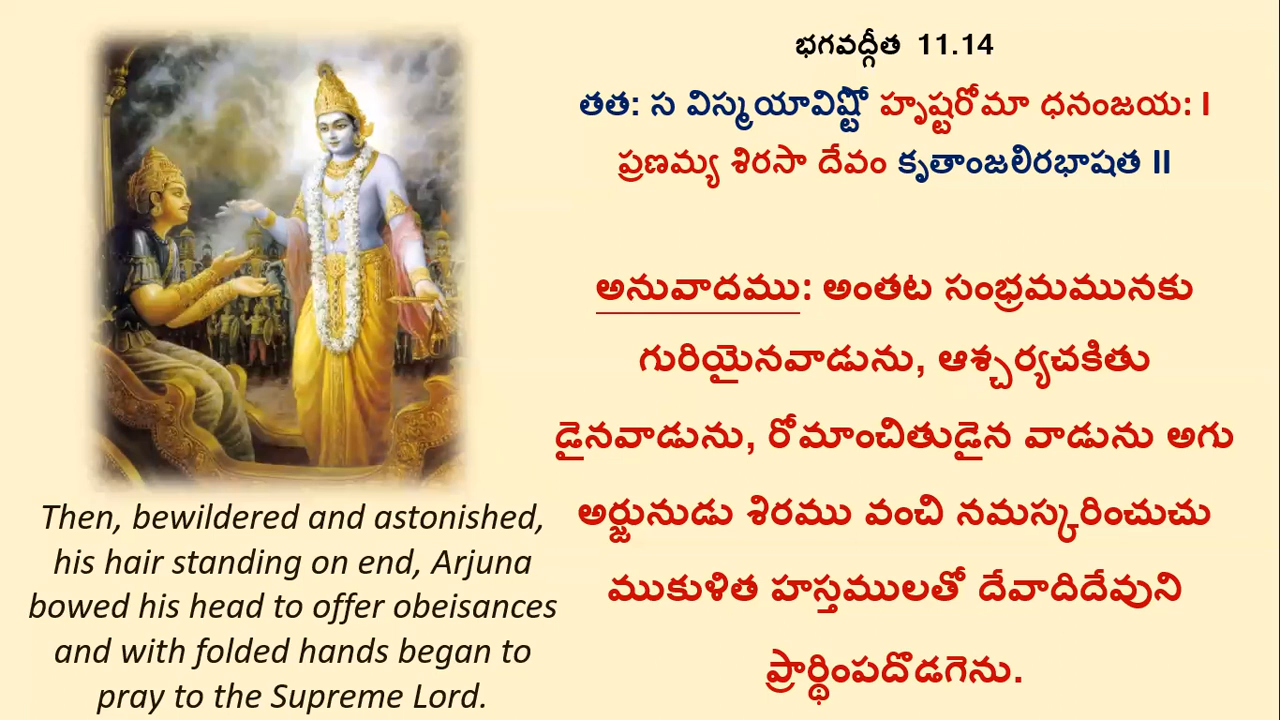 భగవద్గీత 11.14
తత: స విస్మయావిష్టో హృష్టరోమా ధనంజయ: I
ప్రణమ్య శిరసా దేవం కృతాంజలిరభాషత II
అనువాదము: అంతట సంభ్రమమునకు
గురియైనవాడును, ఆశ్చర్యచకితు
డైనవాడును, రోమాంచితుడైన వాడును అగు
అర్జునుడు శిరము వంచి నమస్కరించుచు
ముకుళిత హస్తములతో దేవాదిదేవుని
ప్రార్థింపదొడగెను.
Then, bewildered and astonished,
his hair standing on end, Arjuna
bowed his head to offer obeisances
and with folded hands began to
pray to the Supreme Lord.